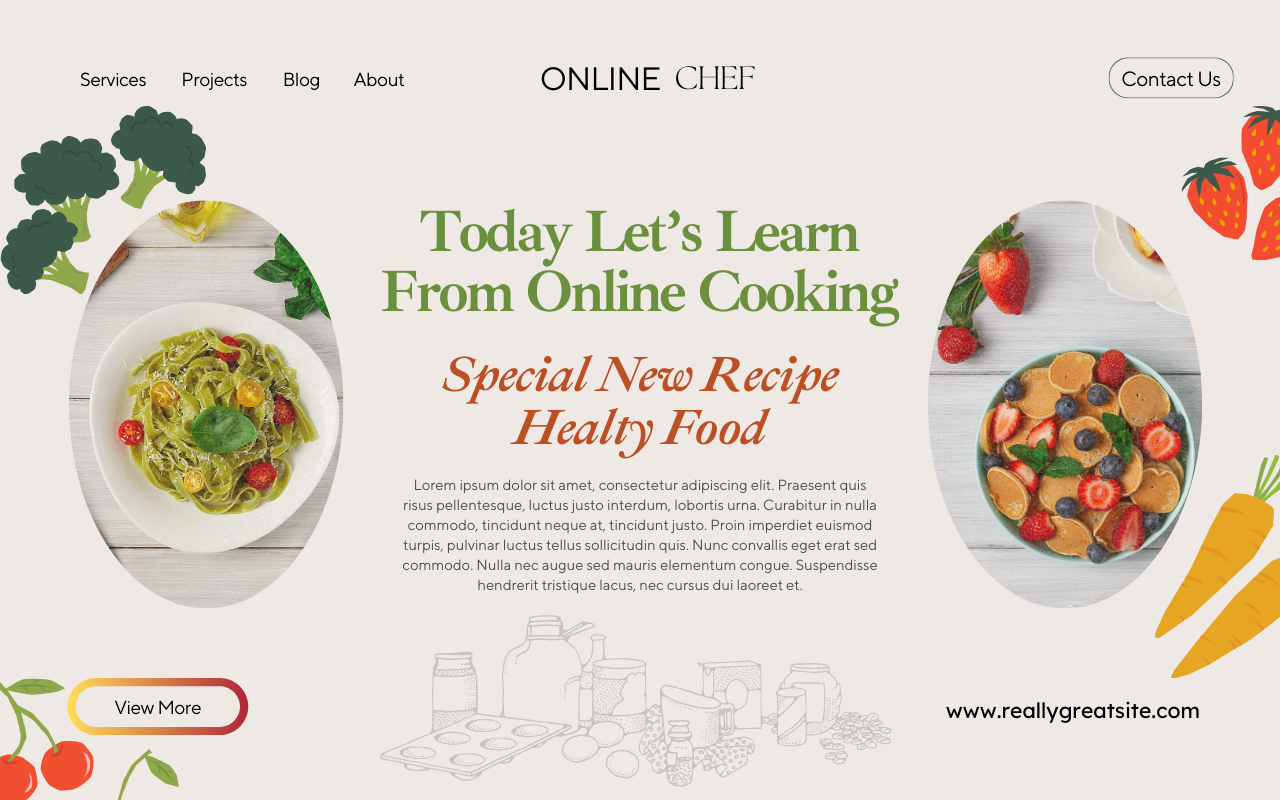 Services Projects Blog About ONLINE CHEF Contact Us
Today Let's Learn
From Online Cooking
Special New Recipe
Healty Food
Lorem ipsum dolor sit amet, consectetur adipiscing elit. Praesent quis
risus pellentesque, luctus justo interdum, lobortis urna. Curabitur in nulla
commodo, tincidunt neque at, tincidunt justo. Proin imperdiet euismod
turpis, pulvinar luctus tellus sollicitudin quis. Nunc convallis eget erat sed
commodo. Nulla nec augue sed mauris elementum congue. Suspendisse
hendrerit tristique lacus, nec cursus dui laoreet et.
View More
www.reallygreatsite.com